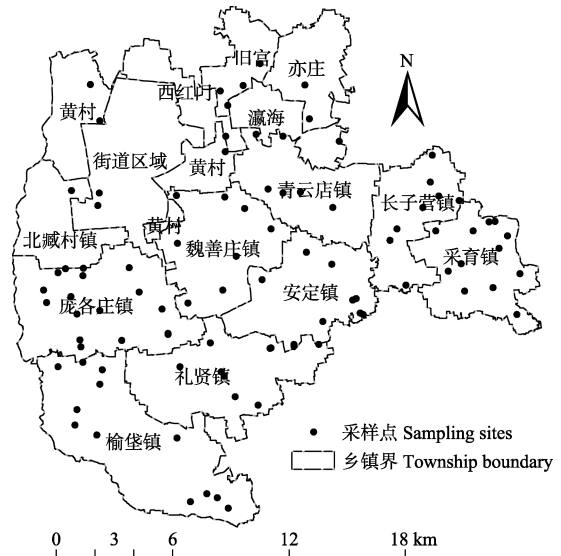 旧宫
亦庄
N
西红门
黄村
瀛海
街道区域
黄村
青云店镇
长子营镇
黄村
北臧村镇
魏善庄镇
采育镇
安定镇
庞各庄镇
礼贤镇
采样点 Sampling sites
榆垡镇
乡镇界 Township boundary
0 3 6 12 18 km